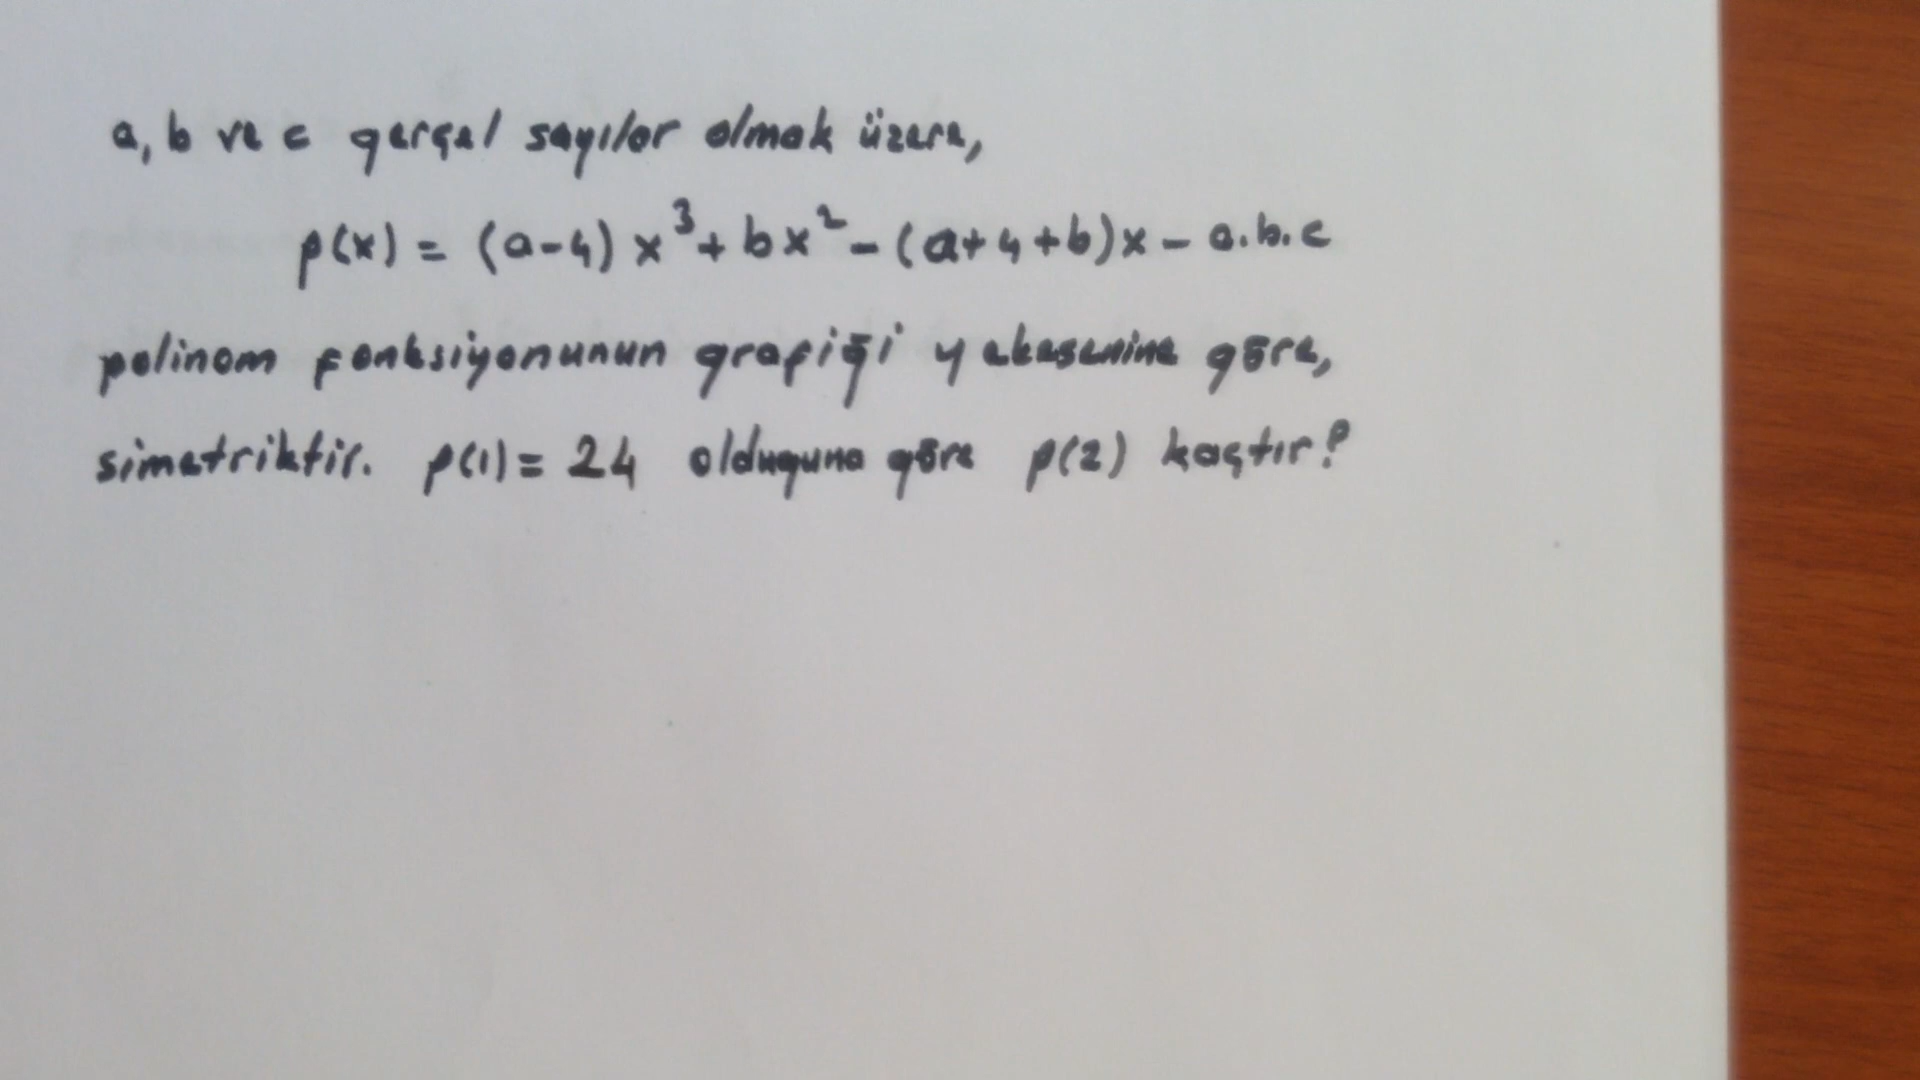 a, b ve c gerçel sayılar olmak üzere,
p(x) = (a-4) x³ + bx² - (a+4+b)x - a.b.c
polinom fonksiyonunun grafiği y eksenine göre,
simetriktir. p(1) = 24 olduguna göre p(2) kaçtır?